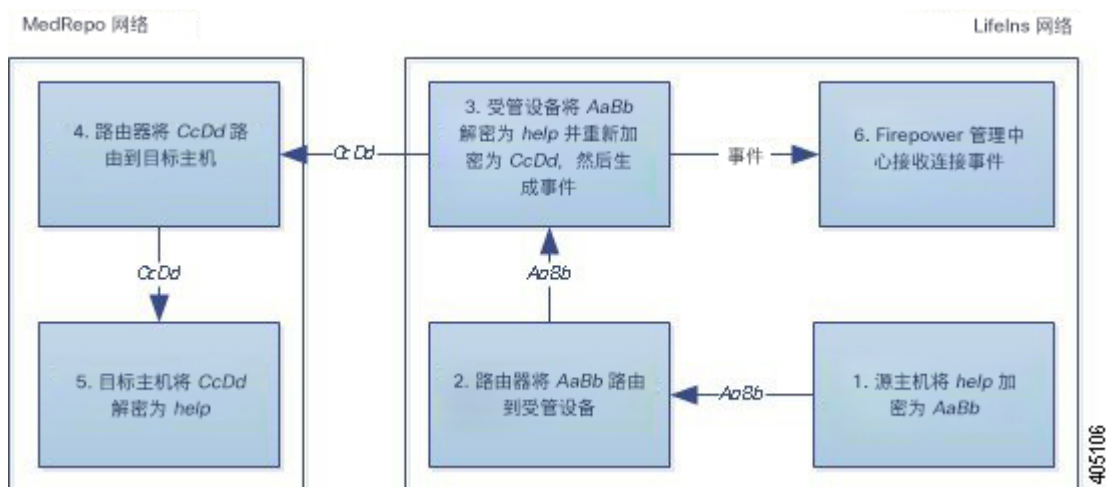 MedRepo 网络
LifeIns 网络
4. 路由器将 CcDd 路
由到目标主机
CcDd
3. 受管设备将 AaBb
解密为 help 并重新加
密为 CcDd，然后生
成事件
事件
6. Firepower 管理中
心接收连接事件
CcDd
AaBb
5. 目标主机将 CcDd
解密为 help
2. 路由器将 AaBb 路由
到受管设备
AaBb
1. 源主机将 help 加
密为 AaBb
405106